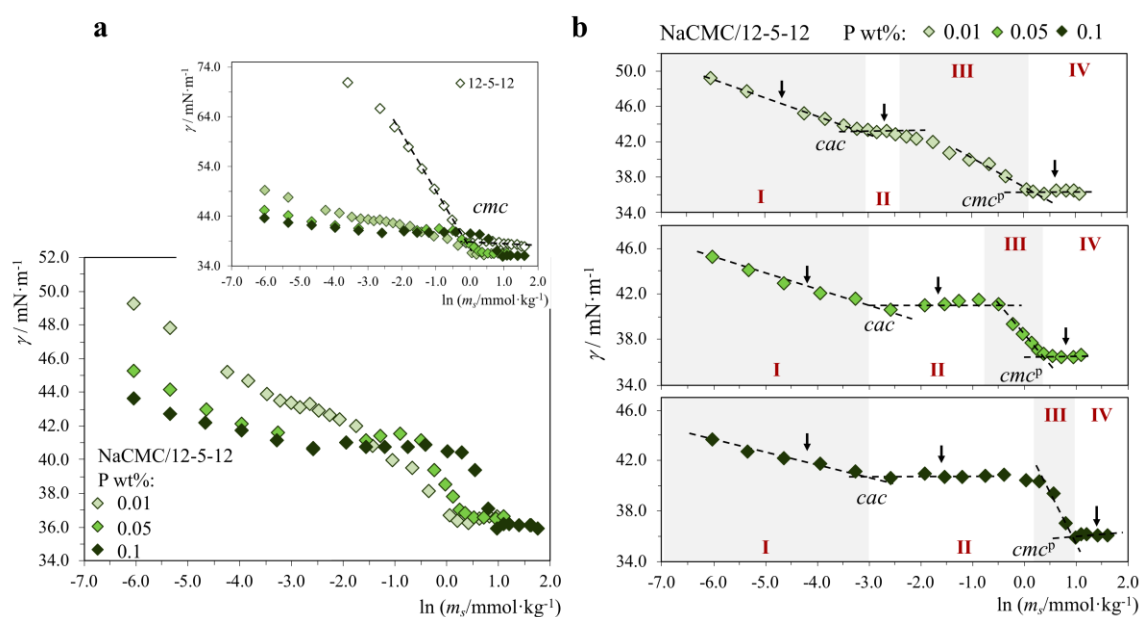 a
74.0
64.0
54.0
44.0
34.0
γ / mN·m⁻¹
12-5-12
cmc
-7.0 -6.0 -5.0 -4.0 -3.0 -2.0 -1.0 0.0 1.0 2.0
ln (mₛ/mmol·kg⁻¹)
52.0
50.0
48.0
46.0
44.0
42.0
40.0
38.0
36.0
34.0
γ / mN·m⁻¹
NaCMC/12-5-12
P wt%:
0.01
0.05
0.1
-7.0 -6.0 -5.0 -4.0 -3.0 -2.0 -1.0 0.0 1.0 2.0
ln (mₛ/mmol·kg⁻¹)
b
NaCMC/12-5-12 P wt%: 0.01 0.05 0.1
50.0
46.0
42.0
38.0
34.0
III
IV
cac
I
II
cmcᵖ
46.0
42.0
38.0
34.0
γ / mN·m⁻¹
III
IV
cac
I
II
cmcᵖ
46.0
42.0
38.0
34.0
III
IV
cac
I
II
cmcᵖ
-7.0 -6.0 -5.0 -4.0 -3.0 -2.0 -1.0 0.0 1.0 2.0
ln (mₛ/mmol·kg⁻¹)